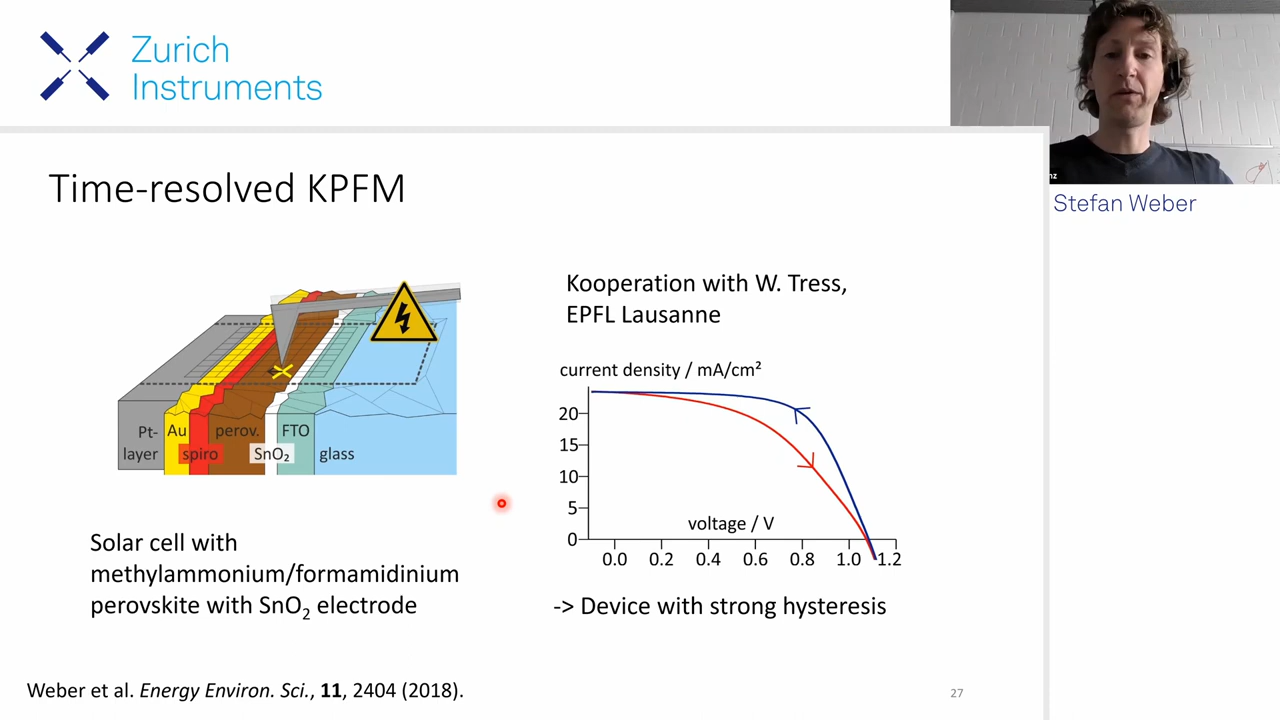 Zurich
Instruments
nz
Stefan Weber
Time-resolved KPFM
Kooperation with W. Tress,
EPFL Lausanne
Pt-
layer
Au
spiro
perov.
SnO₂
FTO
glass
current density / mA/cm²
20
15
10
5
0
voltage / V
0.0 0.2 0.4 0.6 0.8 1.0 1.2
Solar cell with
methylammonium/formamidinium
perovskite with SnO₂ electrode
-> Device with strong hysteresis
Weber et al. Energy Environ. Sci., 11, 2404 (2018).
27